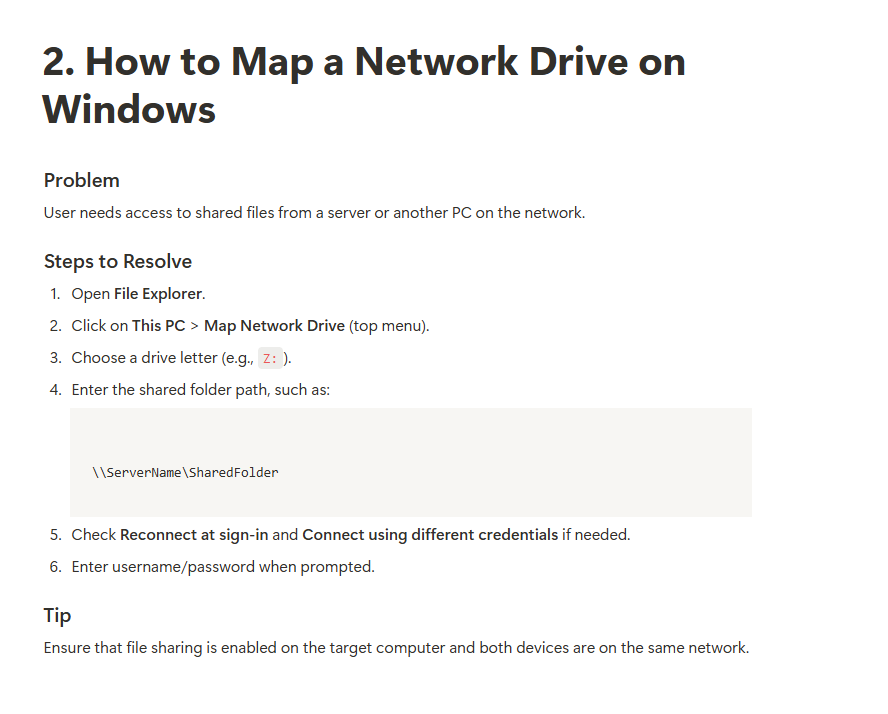 2. How to Map a Network Drive on
Windows
Problem
User needs access to shared files from a server or another PC on the network.
Steps to Resolve
1. Open File Explorer.
2. Click on This PC > Map Network Drive (top menu).
3. Choose a drive letter (e.g., Z: ).
4. Enter the shared folder path, such as:
\\ServerName\SharedFolder
5. Check Reconnect at sign-in and Connect using different credentials if needed.
6. Enter username/password when prompted.
Tip
Ensure that file sharing is enabled on the target computer and both devices are on the same network.